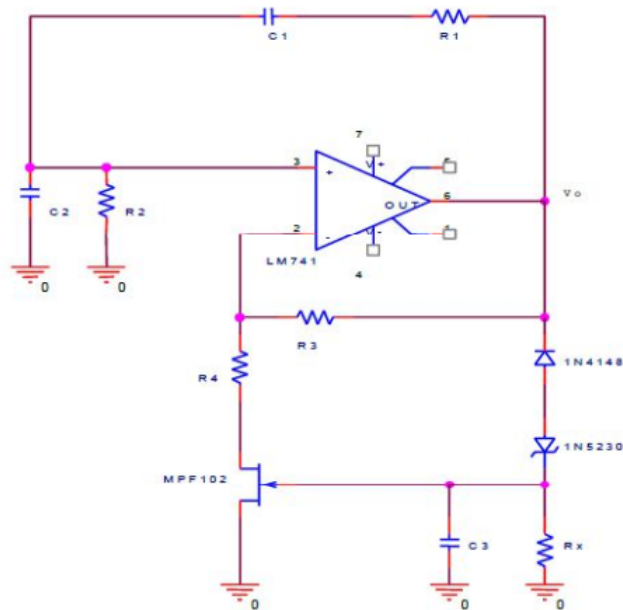 C1
R1
7
3
+
V+
5
6
OUT
Vo
C2
R2
2
-
V-
1
LM741
4
0
0
R3
R4
1N4148
1N5230
MPF102
C3
Rx
0
0
0